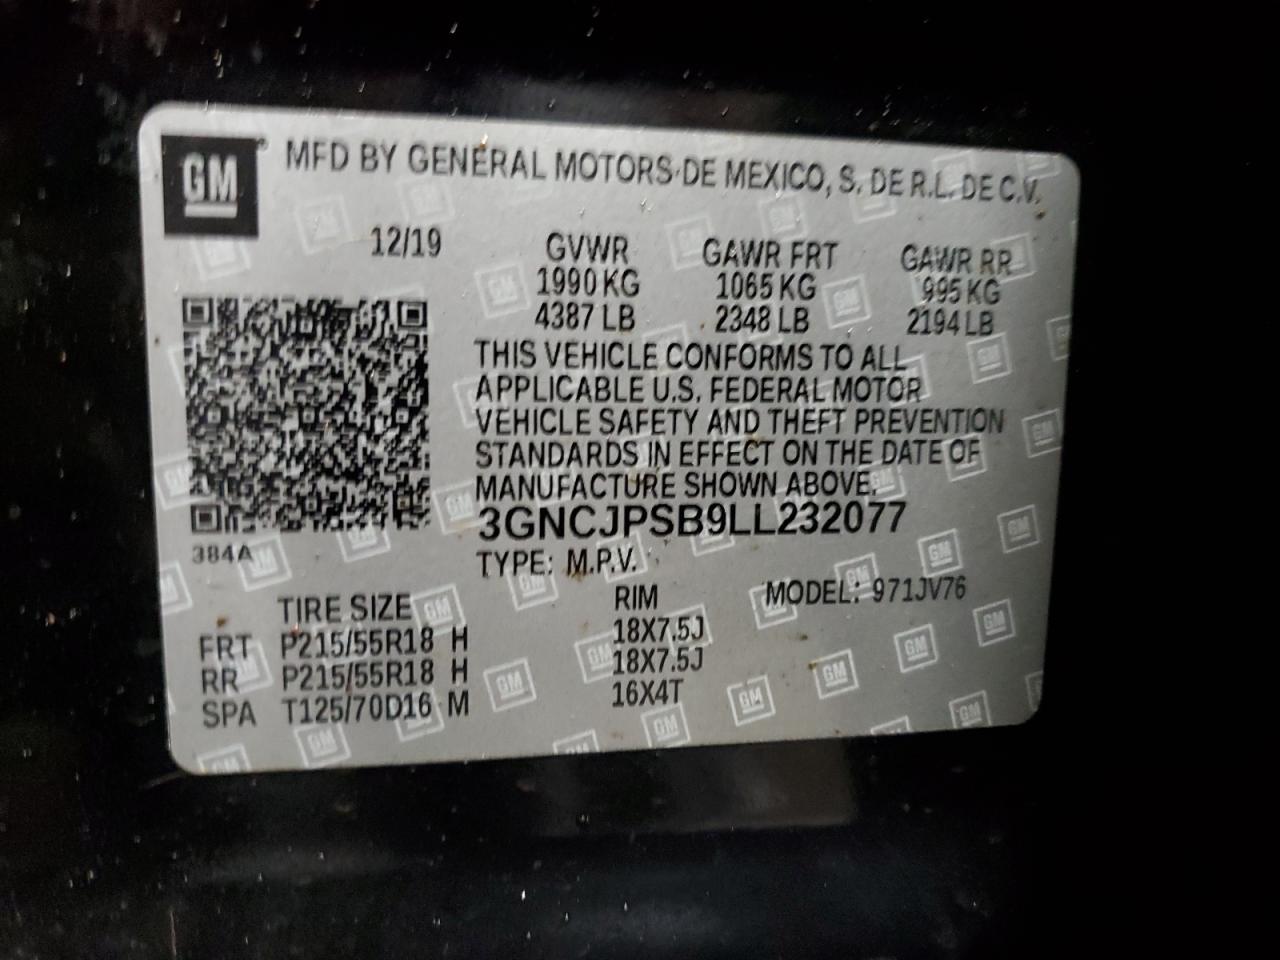 GM MFD BY GENERAL MOTORS DE MEXICO, S. DE R.L. DE C.V.
12/19 GVWR GAWR FRT GAWR RR
1990 KG 1065 KG 995 KG
4387 LB 2348 LB 2194 LB
THIS VEHICLE CONFORMS TO ALL
APPLICABLE U.S. FEDERAL MOTOR
VEHICLE SAFETY AND THEFT PREVENTION
STANDARDS IN EFFECT ON THE DATE OF
MANUFACTURE SHOWN ABOVE.
3GNCJPSB9LL232077
384A
TYPE: M.P.V.
MODEL: 971JV76
TIRE SIZE RIM
FRT P215/55R18 H 18X7.5J
RR P215/55R18 H 18X7.5J
SPA T125/70D16 M 16X4T